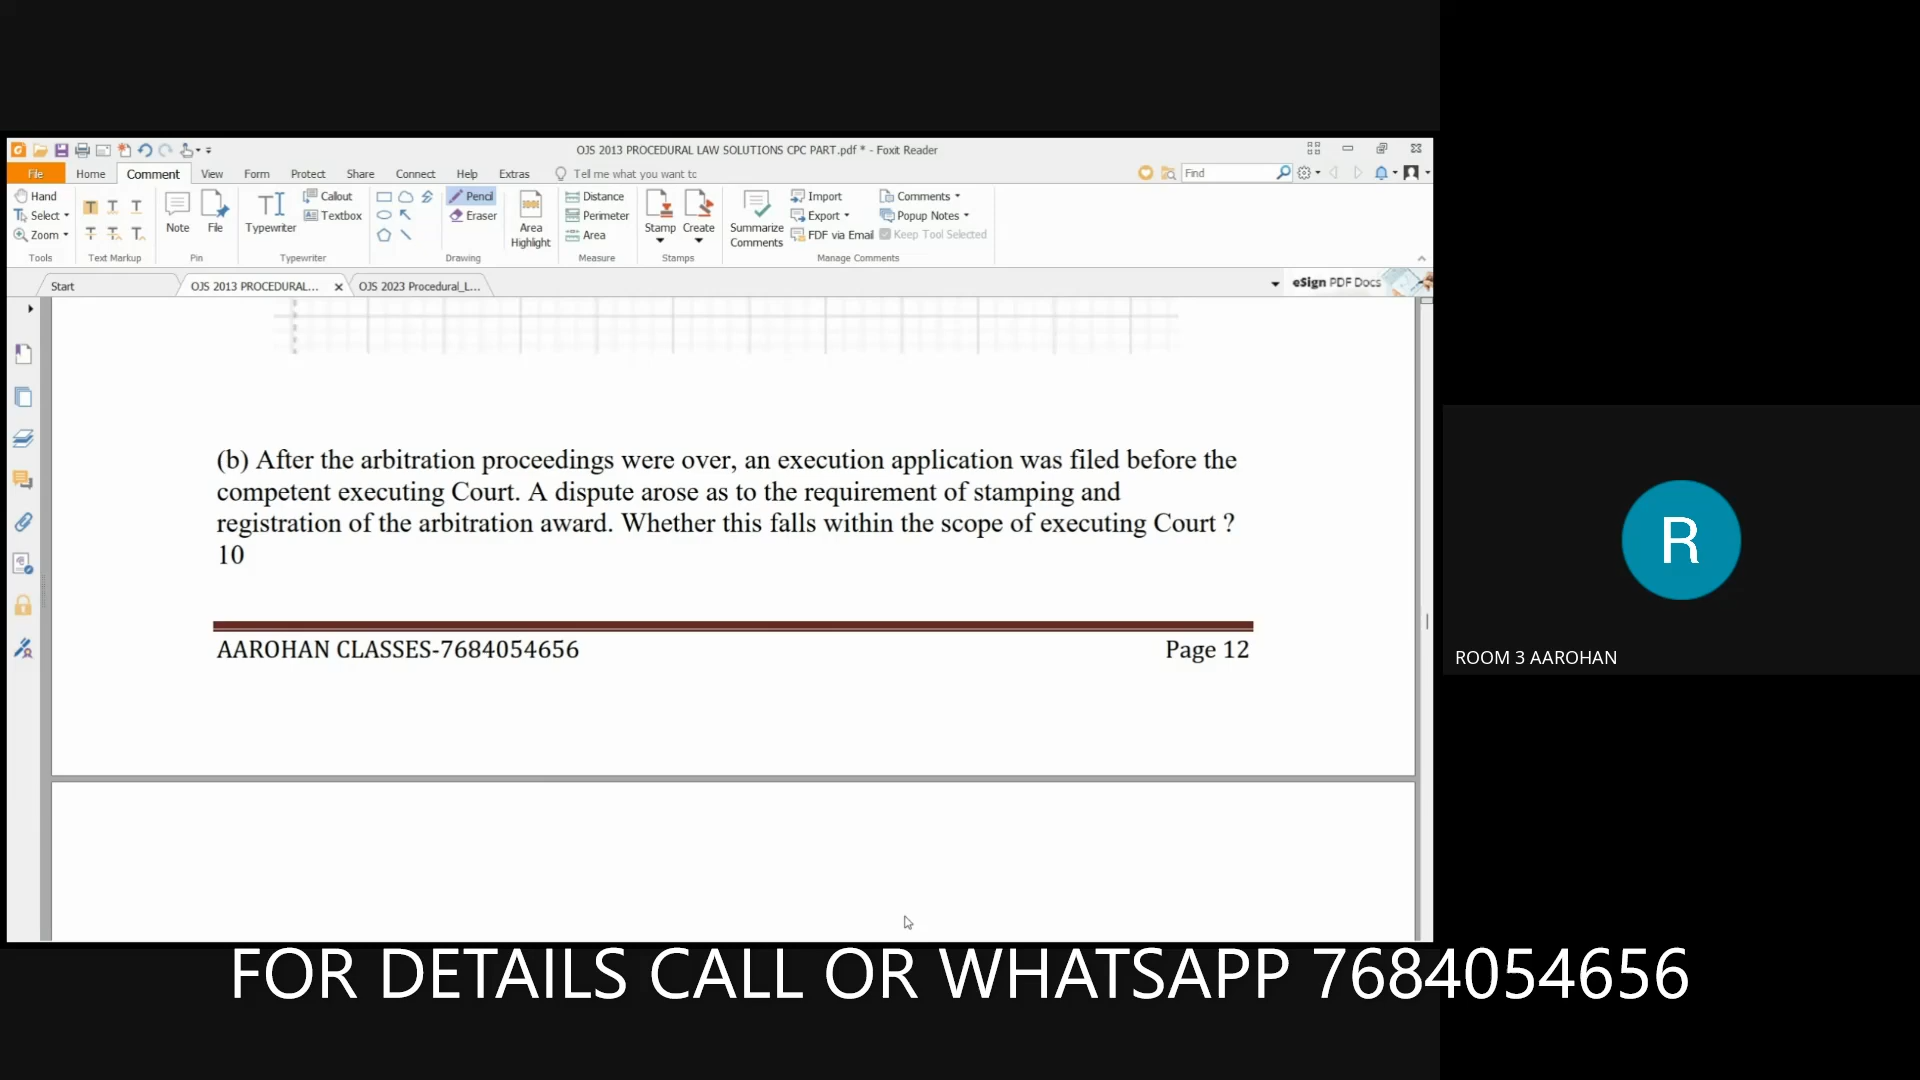 OJS 2013 PROCEDURAL LAW SOLUTIONS CPC PART.pdf * - Foxit Reader
File Home Comment View Form Protect Share Connect Help Extras Tell me what you want tc Find
Hand
Select
Zoom
Tools
Text Markup
Note File
Pin
Typewriter
Callout
Textbox
Typewriter
Pencil
Eraser
Drawing
Area
Highlight
Distance
Perimeter
Area
Measure
Stamp Create
Stamps
Summarize
Comments
Import
Export
FDF via Email
Comments
Popup Notes
Keep Tool Selected
Manage Comments
Start OJS 2013 PROCEDURAL... OJS 2023 Procedural_L... eSign PDF Docs
(b) After the arbitration proceedings were over, an execution application was filed before the
competent executing Court. A dispute arose as to the requirement of stamping and
registration of the arbitration award. Whether this falls within the scope of executing Court ?
10
AAROHAN CLASSES-7684054656 Page 12
R
ROOM 3 AAROHAN
FOR DETAILS CALL OR WHATSAPP 7684054656